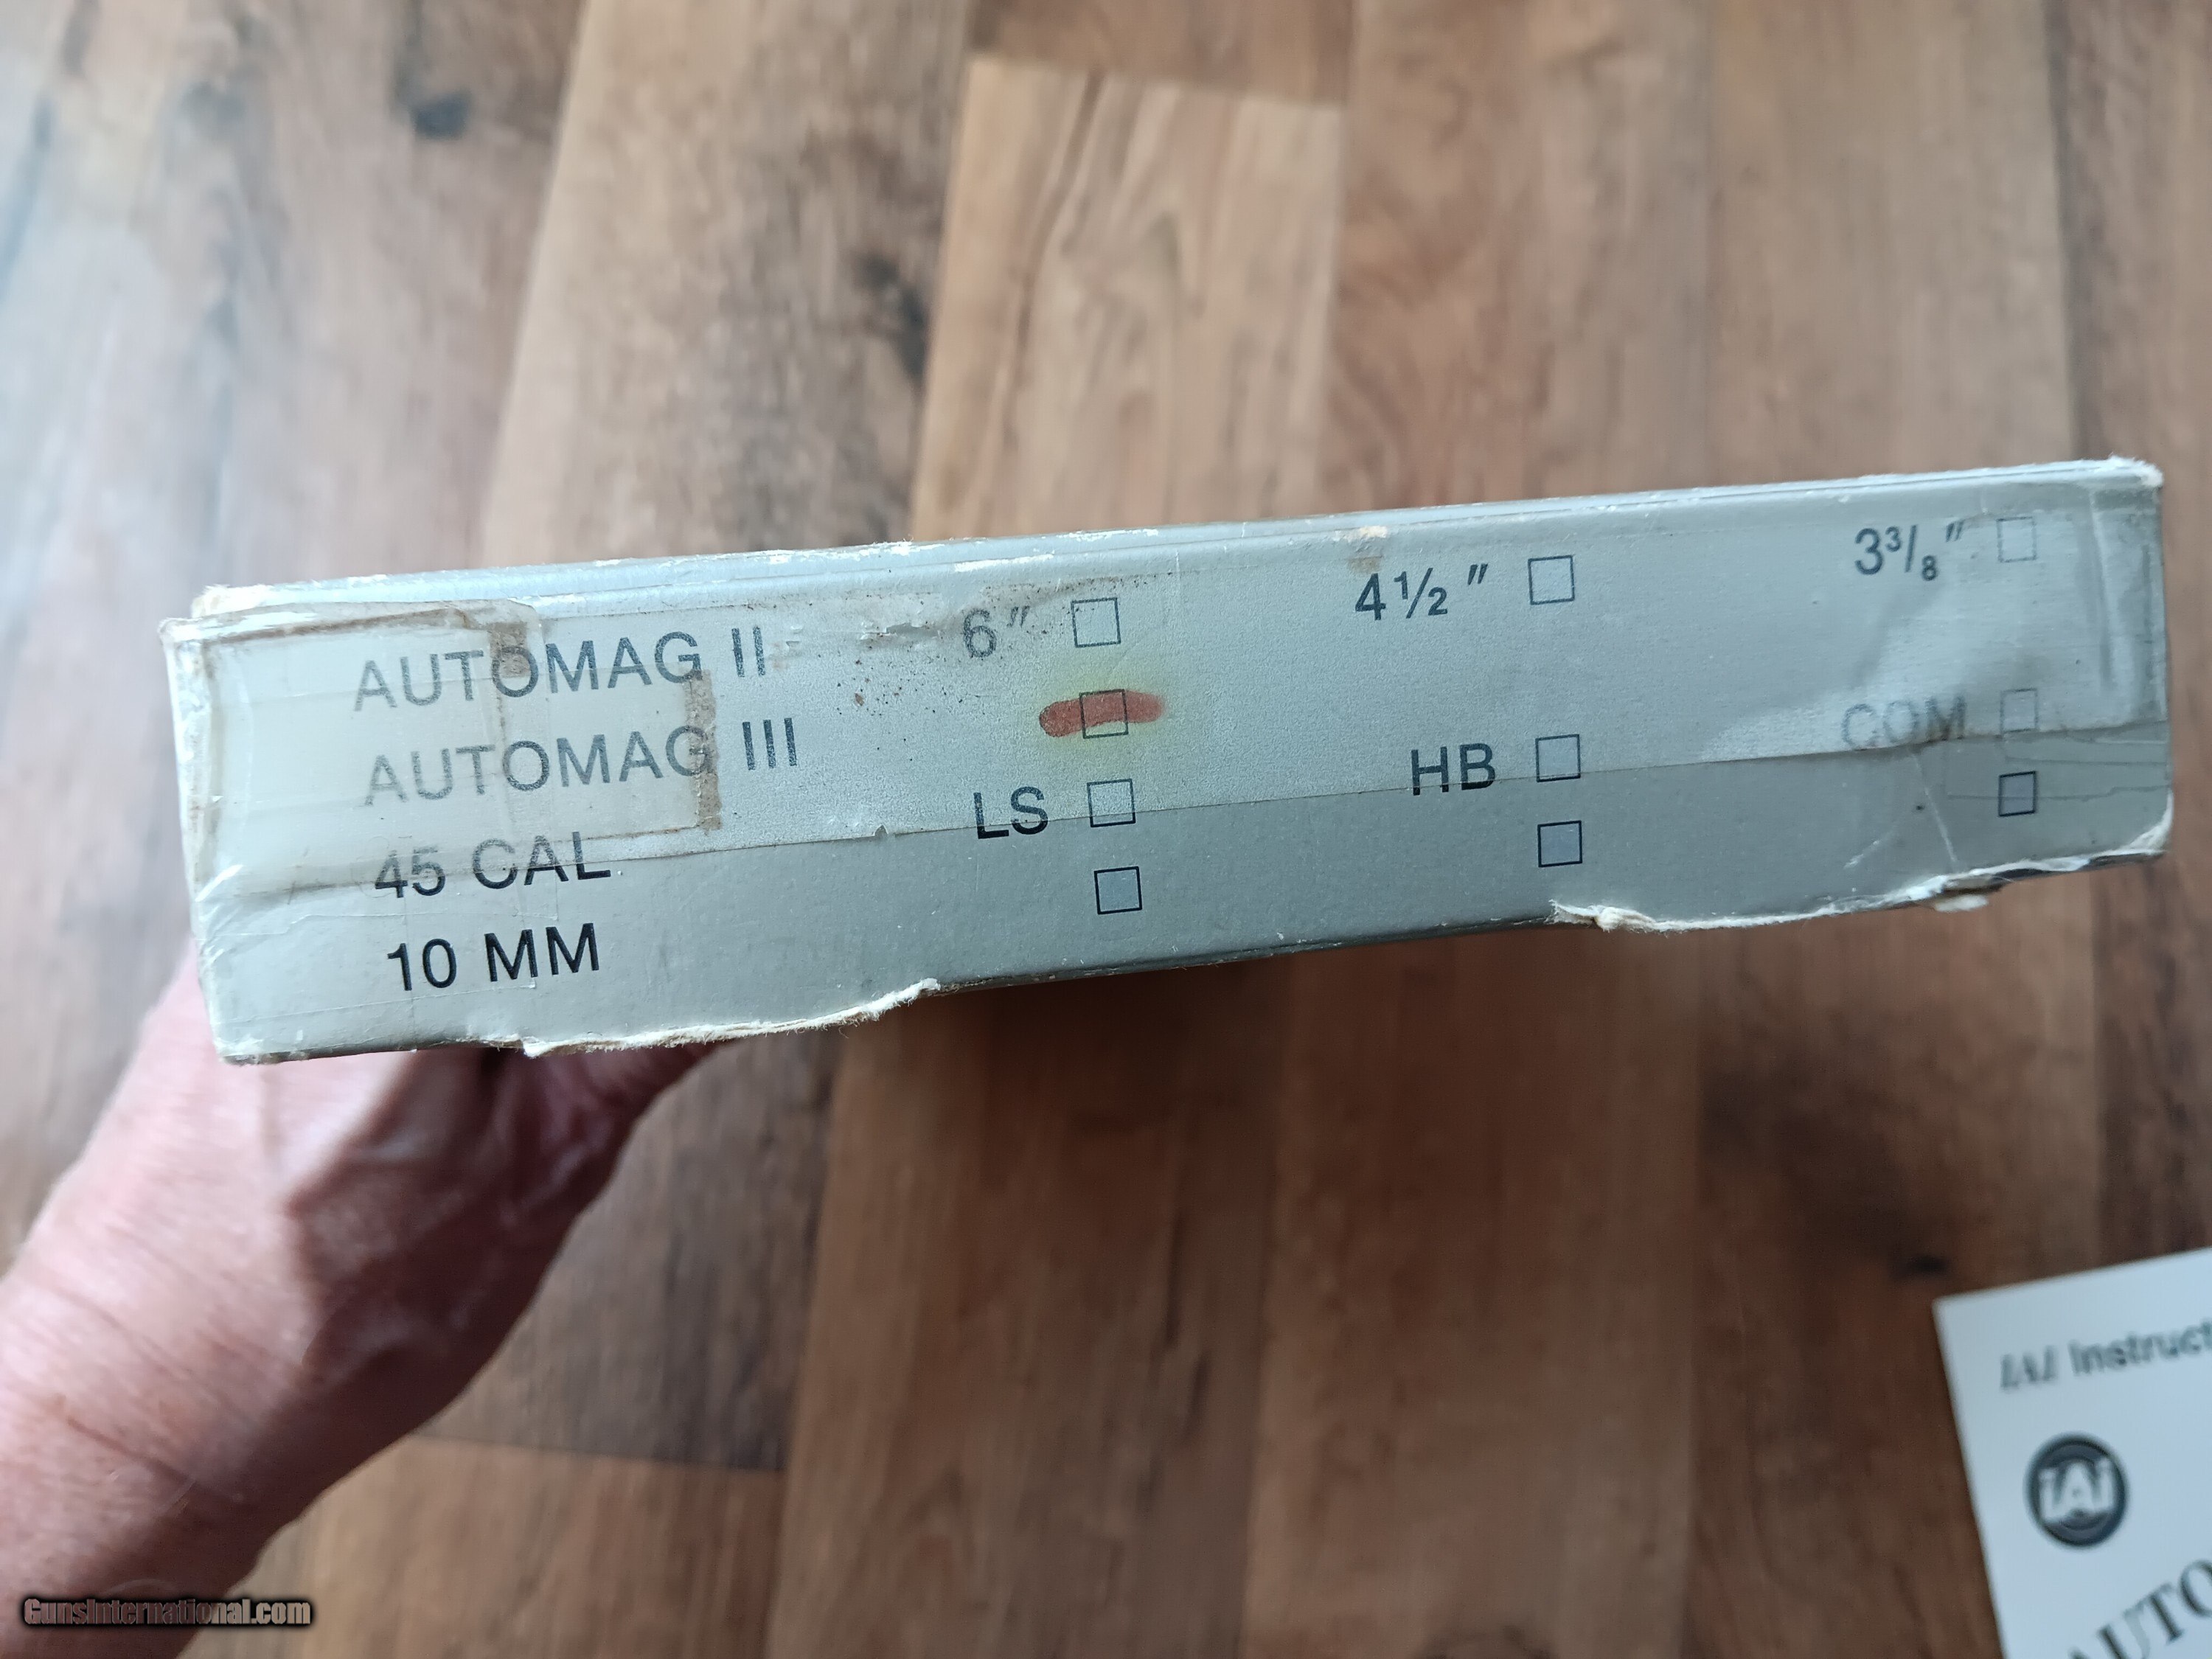 AUTOMAG II 6" 4½" 3³/₈"
AUTOMAG III
45 CAL LS HB COM
10 MM
IAI Instruct
IAI
AUTO
GunsInternational.com